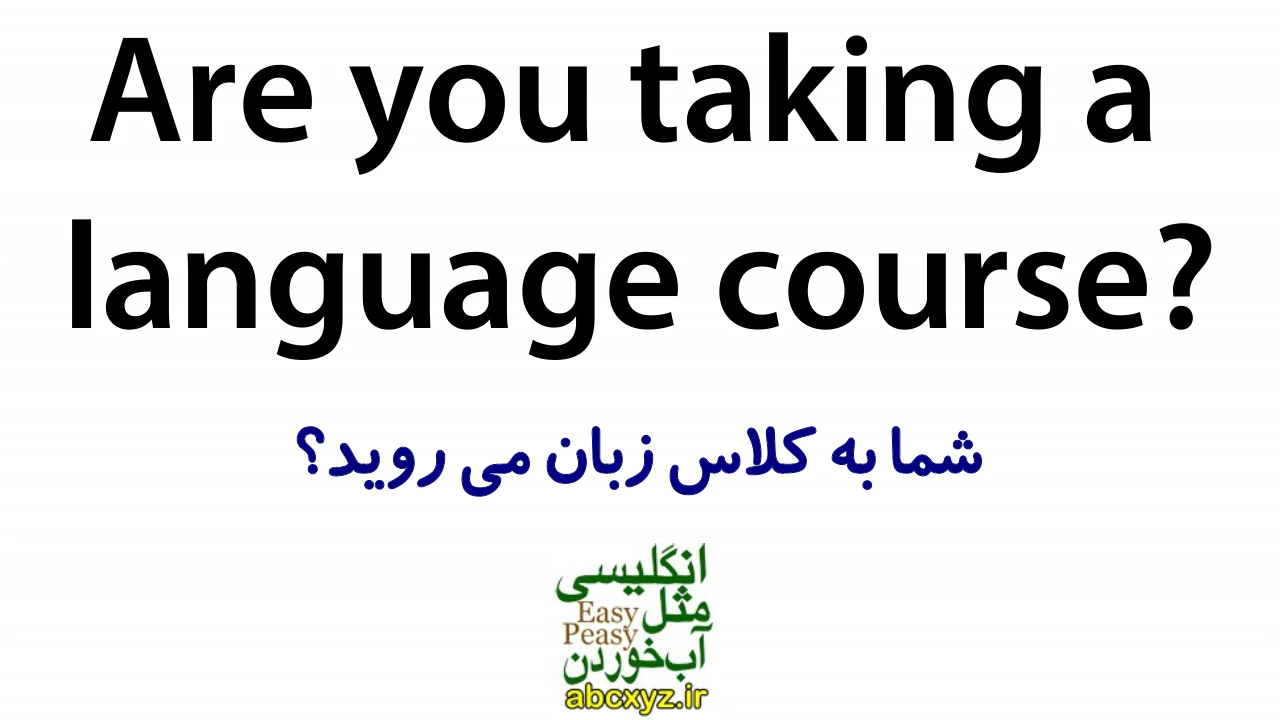 Are you taking a
language course?
شما به کلاس زبان می روید؟
انگلیسی
مثل
Easy
Peasy
آب‌خوردن
abcxyz.ir